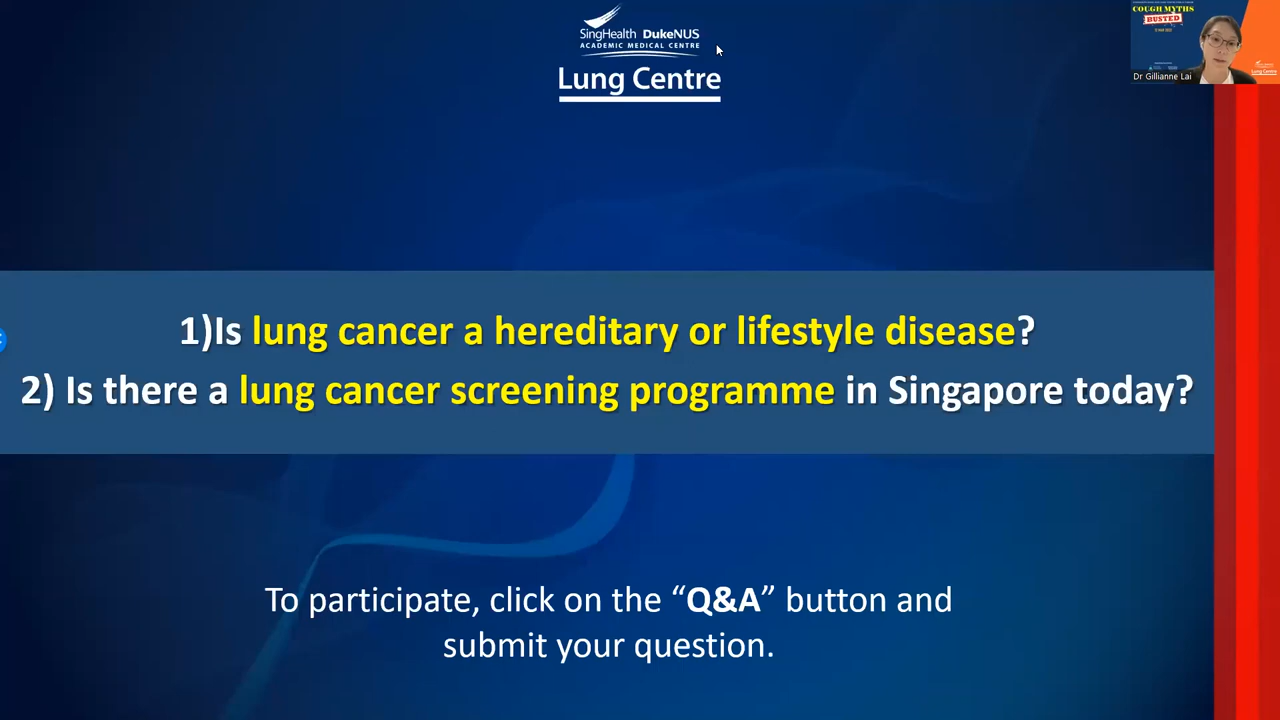 SingHealth DukeNUS
ACADEMIC MEDICAL CENTRE
Lung Centre
COUGH MYTHS
BUSTED
Dr Gillianne Lai
Lung Centre
1)Is lung cancer a hereditary or lifestyle disease?
2) Is there a lung cancer screening programme in Singapore today?
To participate, click on the “Q&A” button and
submit your question.